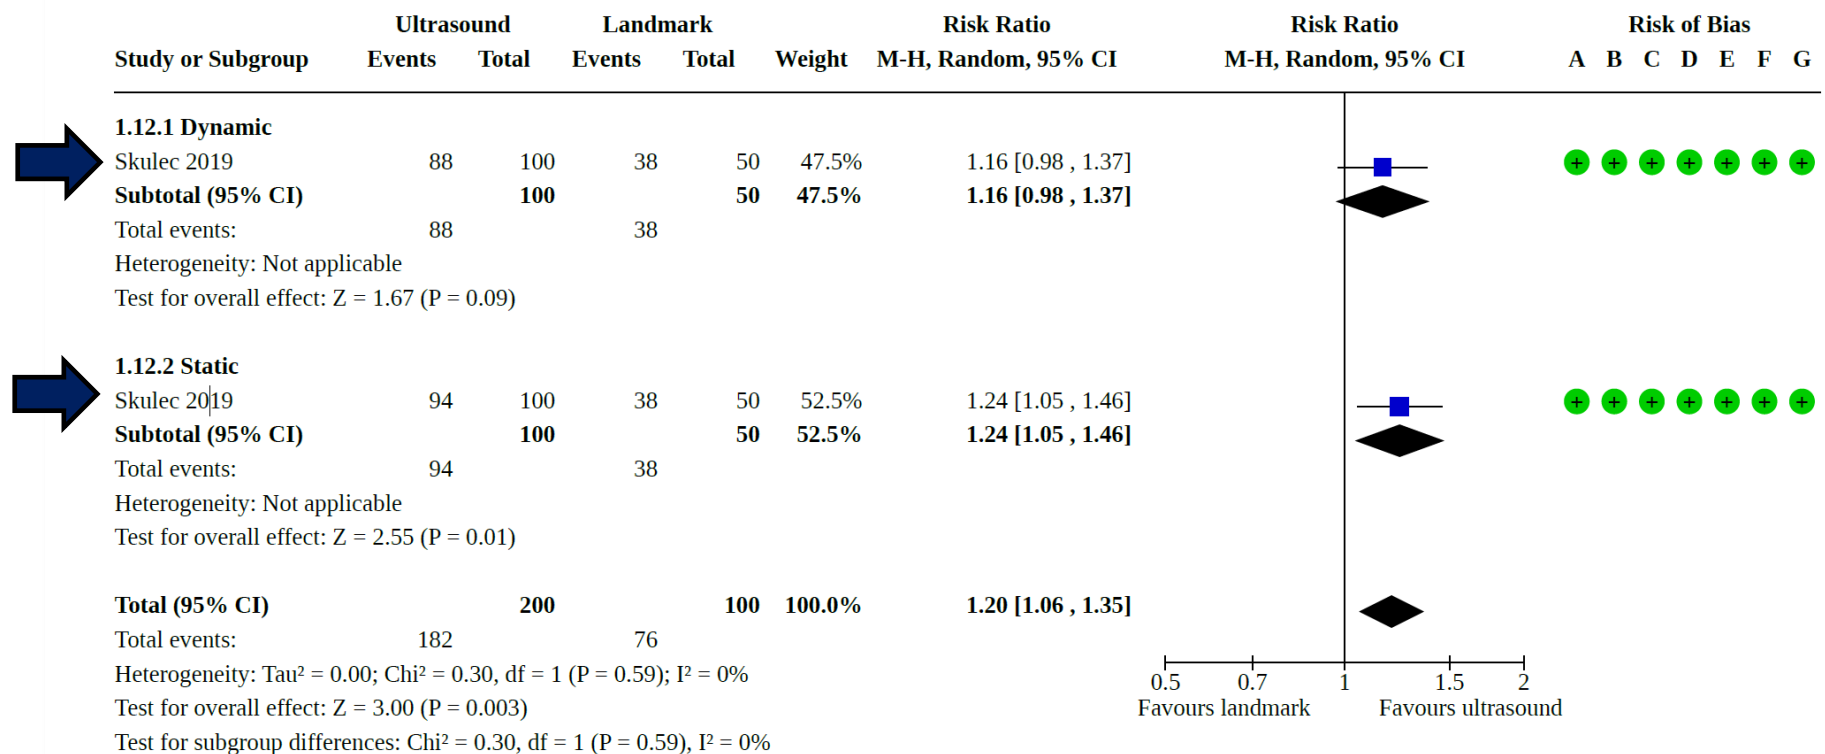 Ultrasound Landmark Risk Ratio Risk Ratio Risk of Bias
Study or Subgroup Events Total Events Total Weight M-H, Random, 95% CI M-H, Random, 95% CI A B C D E F G
1.12.1 Dynamic
Skulec 2019 88 100 38 50 47.5% 1.16 [0.98 , 1.37] + + + + + + +
Subtotal (95% CI) 100 50 47.5% 1.16 [0.98 , 1.37]
Total events: 88 38
Heterogeneity: Not applicable
Test for overall effect: Z = 1.67 (P = 0.09)
1.12.2 Static
Skulec 2019 94 100 38 50 52.5% 1.24 [1.05 , 1.46] + + + + + + +
Subtotal (95% CI) 100 50 52.5% 1.24 [1.05 , 1.46]
Total events: 94 38
Heterogeneity: Not applicable
Test for overall effect: Z = 2.55 (P = 0.01)
Total (95% CI) 200 100 100.0% 1.20 [1.06 , 1.35]
Total events: 182 76
Heterogeneity: Tau² = 0.00; Chi² = 0.30, df = 1 (P = 0.59); I² = 0%
0.5 0.7 1 1.5 2
Test for overall effect: Z = 3.00 (P = 0.003) Favours landmark Favours ultrasound
Test for subgroup differences: Chi² = 0.30, df = 1 (P = 0.59), I² = 0%